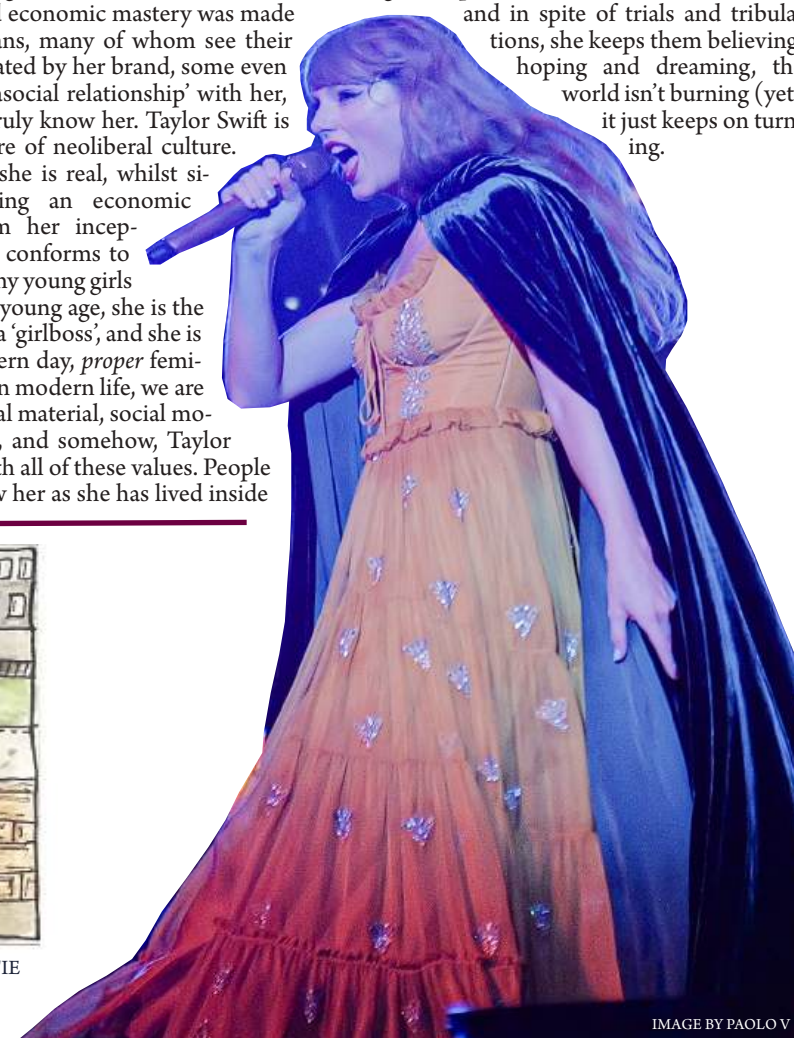 l economic mastery was made
ans, many of whom see their
ated by her brand, some even
asocial relationship’ with her,
ruly know her. Taylor Swift is
re of neoliberal culture.
she is real, whilst si-
ing an economic
m her incep-
conforms to
ny young girls
young age, she is the
a ‘girlboss’, and she is
ern day, proper femi-
n modern life, we are
al material, social mo-
, and somehow, Taylor
th all of these values. People
w her as she has lived inside
and in spite of trials and tribula
tions, she keeps them believing
hoping and dreaming, th
world isn’t burning (yet
it just keeps on turn
ing.
TIE
IMAGE BY PAOLO V